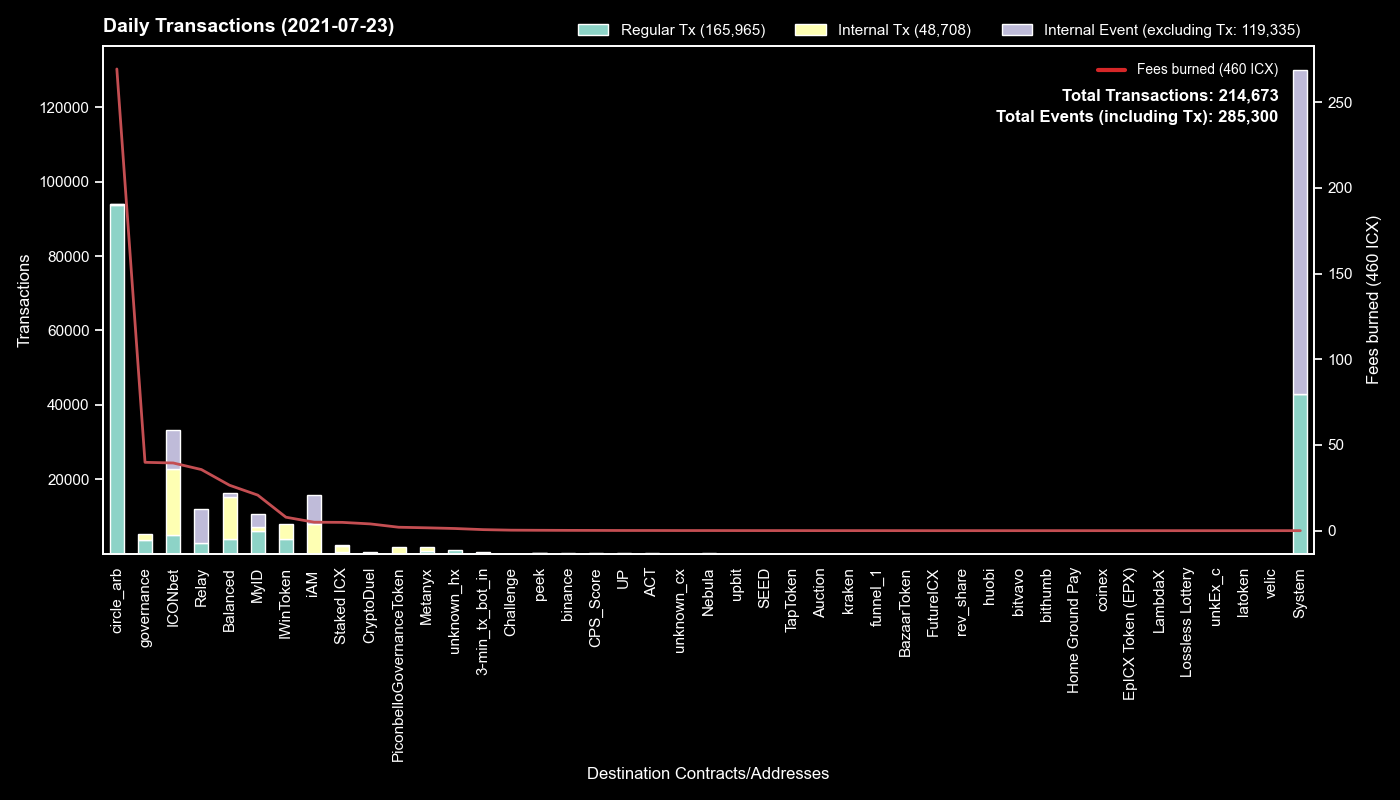 Daily Transactions (2021-07-23)
Regular Tx (165,965)
Internal Tx (48,708)
Internal Event (excluding Tx: 119,335)
Fees burned (460 ICX)
Total Transactions: 214,673
Total Events (including Tx): 285,300
Transactions
120000
100000
80000
60000
40000
20000
250
200
150
100
50
0
Fees burned (460 ICX)
circle_arb
governance
ICONbet
Relay
Balanced
MyID
IWinToken
iAM
Staked ICX
CryptoDuel
PiconbelloGovernanceToken
Metanyx
unknown_hx
3-min_tx_bot_in
Challenge
peek
binance
CPS_Score
UP
ACT
unknown_cx
Nebula
upbit
SEED
TapToken
Auction
kraken
funnel_1
BazaarToken
FutureICX
rev_share
huobi
bitvavo
bithumb
Home Ground Pay
coinex
EpICX Token (EPX)
LambdaX
Lossless Lottery
unkEx_c
latoken
velic
System
Destination Contracts/Addresses